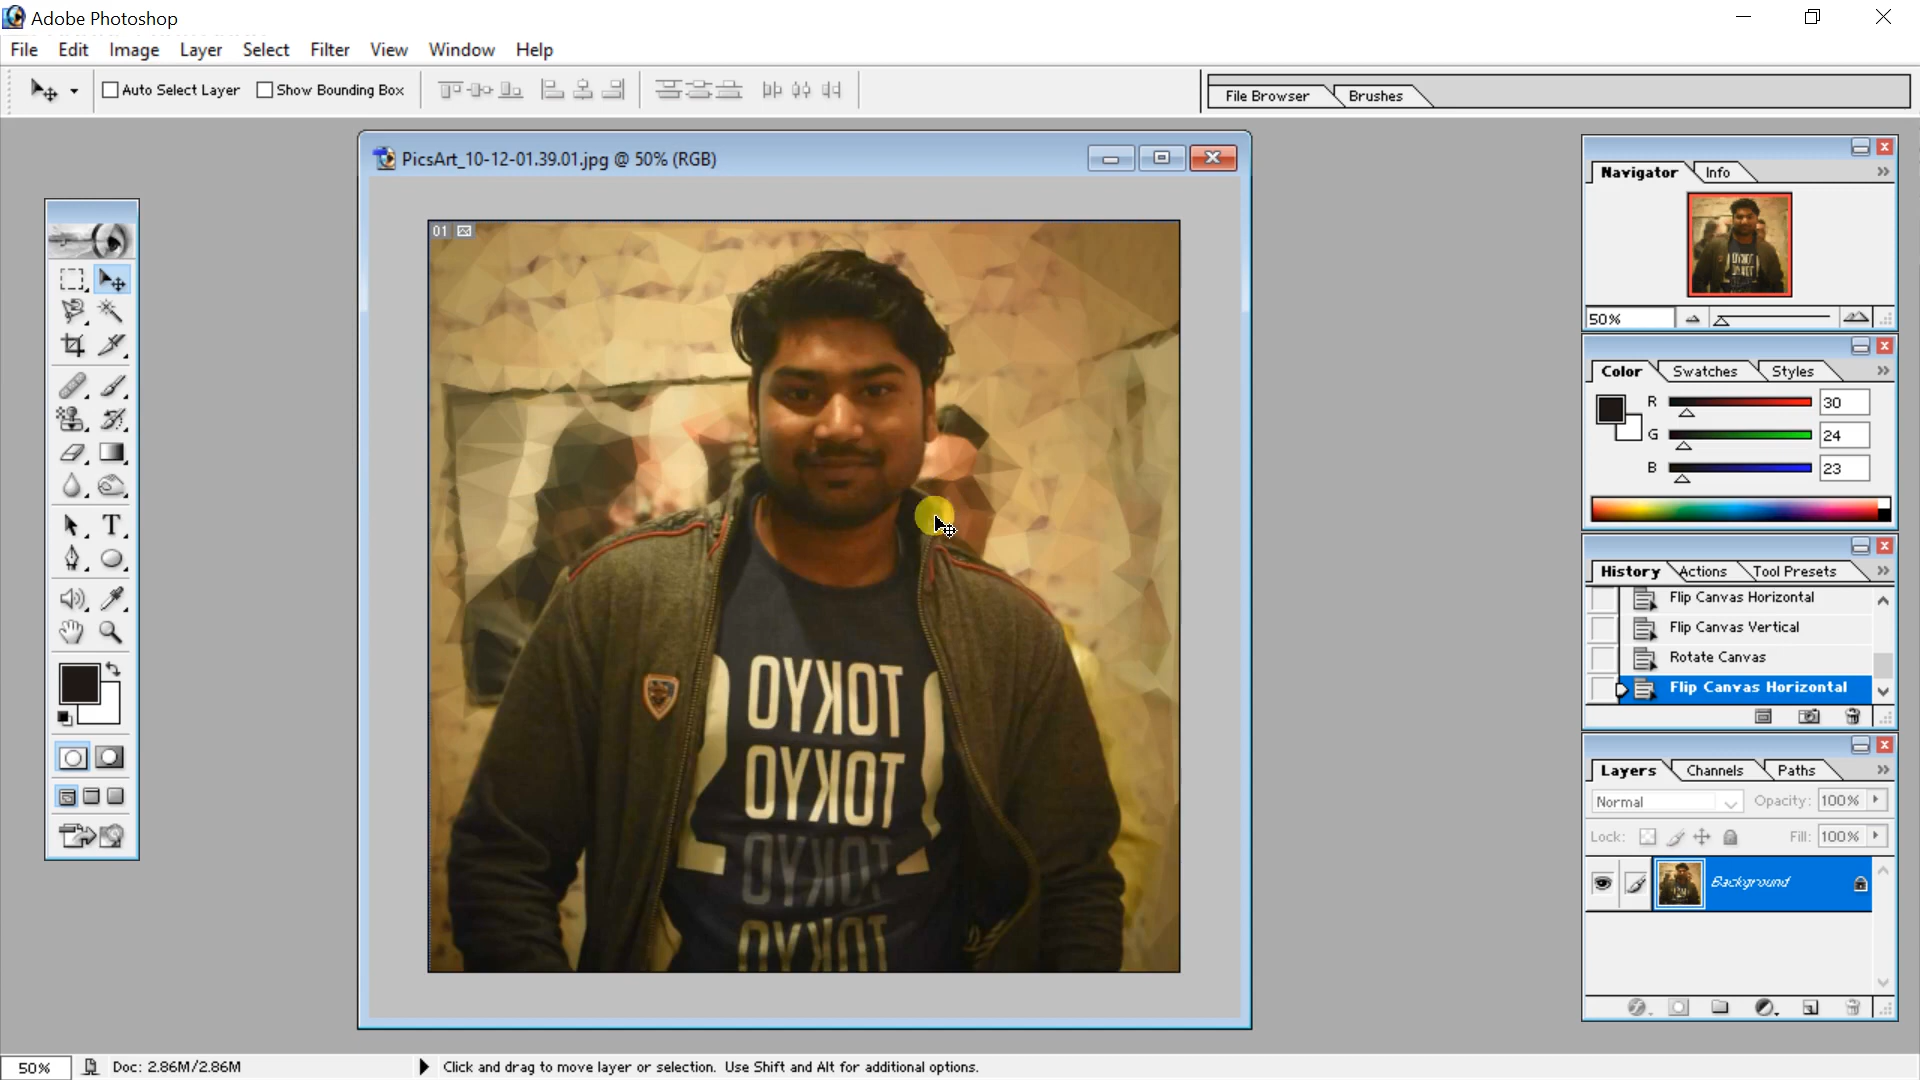 Adobe Photoshop
File Edit Image Layer Select Filter View Window Help
Auto Select Layer Show Bounding Box
File Browser Brushes
PicsArt_10-12-01.39.01.jpg @ 50% (RGB)
01
TOKYO
TOKYO
TOKYO
TOKYO
Navigator Info
50%
Color Swatches Styles
R 30
G 24
B 23
History Actions Tool Presets
Flip Canvas Horizontal
Flip Canvas Vertical
Rotate Canvas
Flip Canvas Horizontal
Layers Channels Paths
Normal Opacity: 100%
Lock: Fill: 100%
Background
50% Doc: 2.86M/2.86M Click and drag to move layer or selection. Use Shift and Alt for additional options.